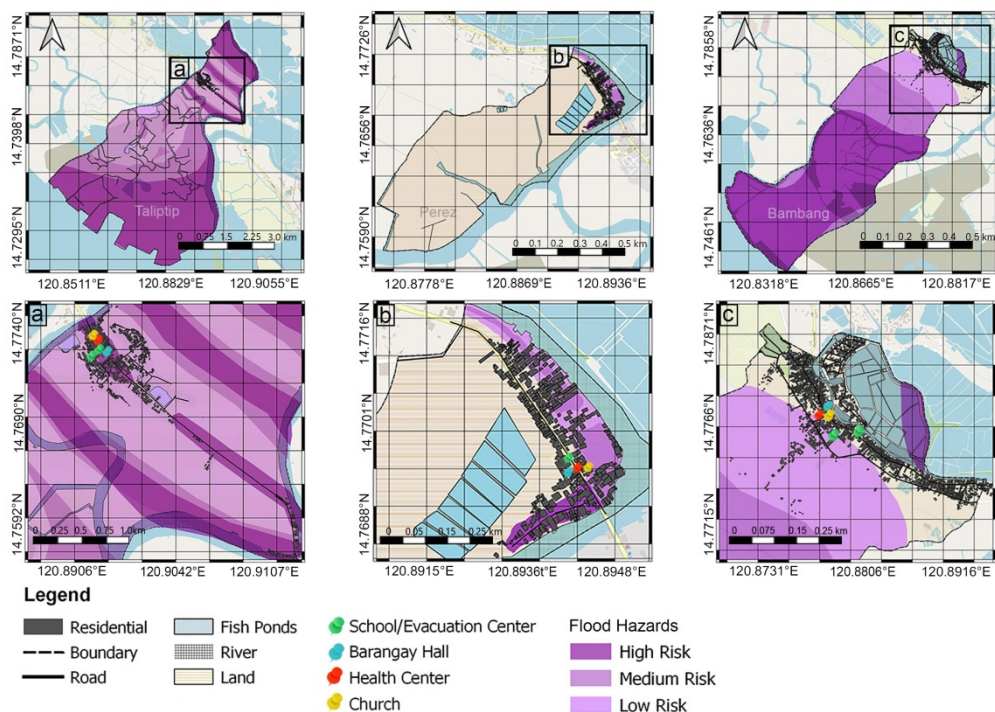 a
14.7871°N
14.7398°N
14.7295°N
Taliptip
0 0.75 1.5 2.25 3.0 km
120.8511°E 120.8829°E 120.9055°E
b
14.7726°N
14.7656°N
14.7590°N
Perez
0 0.1 0.2 0.3 0.4 0.5 km
120.8778°E 120.8869°E 120.8936°E
c
14.7858°N
14.7636°N
14.7461°N
Bambang
0 0.1 0.2 0.3 0.4 0.5 km
120.8318°E 120.8665°E 120.8817°E
a
14.7740°N
14.7690°N
14.7592°N
0 0.25 0.5 0.75 1.0km
120.8906°E 120.9042°E 120.9107°E
b
14.7716°N
14.7701°N
14.7688°N
0 0.05 0.15 0.25 km
120.8915°E 120.8936°E 120.8948°E
c
14.7871°N
14.7766°N
14.7715°N
0 0.075 0.15 0.25 km
120.8731°E 120.8806°E 120.8916°E
Legend
Residential
Boundary
Road
Fish Ponds
River
Land
School/Evacuation Center
Barangay Hall
Health Center
Church
Flood Hazards
High Risk
Medium Risk
Low Risk